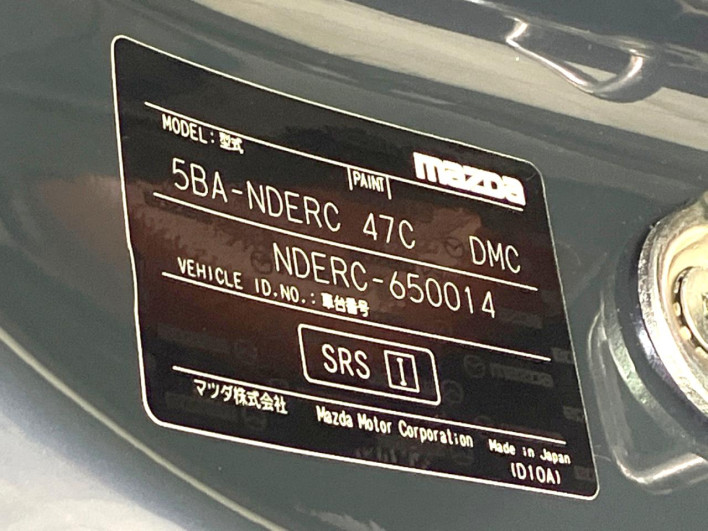 mazda
MODEL:型式
PAINT
5BA-NDERC 47C DMC
NDERC-650014
VEHICLE ID.NO.:車台番号
SRS I
マツダ株式会社 Mazda Motor Corporation Made in Japan
(D10A)